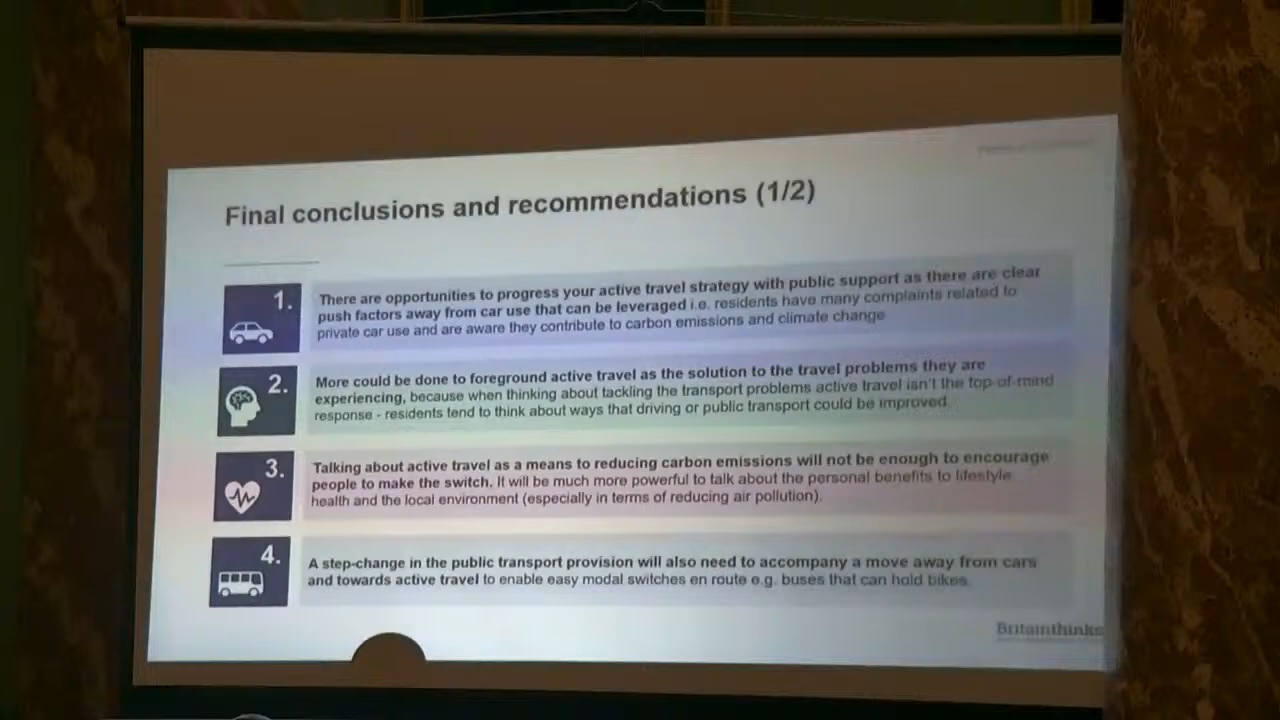 Final conclusions and recommendations (1/2)
1.
There are opportunities to progress your active travel strategy with public support as there are clear
push factors away from car use that can be leveraged i.e. residents have many complaints related to
private car use and are aware they contribute to carbon emissions and climate change
2.
More could be done to foreground active travel as the solution to the travel problems they are
experiencing, because when thinking about tackling the transport problems active travel isn't the top-of-mind
response - residents tend to think about ways that driving or public transport could be improved.
3.
Talking about active travel as a means to reducing carbon emissions will not be enough to encourage
people to make the switch. It will be much more powerful to talk about the personal benefits to lifestyle
health and the local environment (especially in terms of reducing air pollution).
4.
A step-change in the public transport provision will also need to accompany a move away from cars
and towards active travel to enable easy modal switches en route e.g. buses that can hold bikes.
Britainthinks